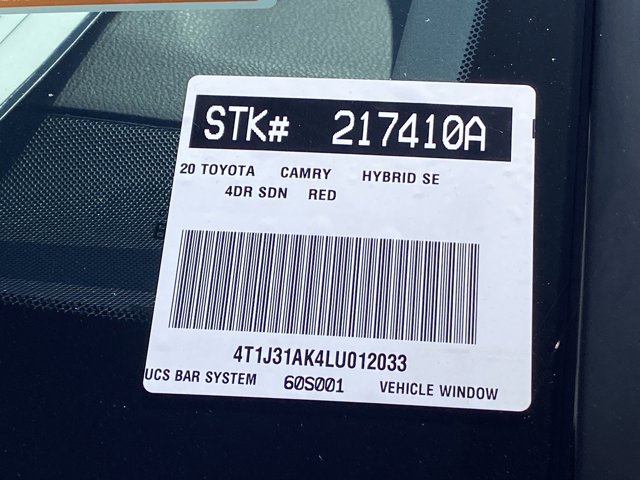 STK# 217410A
20 TOYOTA CAMRY HYBRID SE
4DR SDN RED
4T1J31AK4LU012033
UCS BAR SYSTEM 60S001 VEHICLE WINDOW